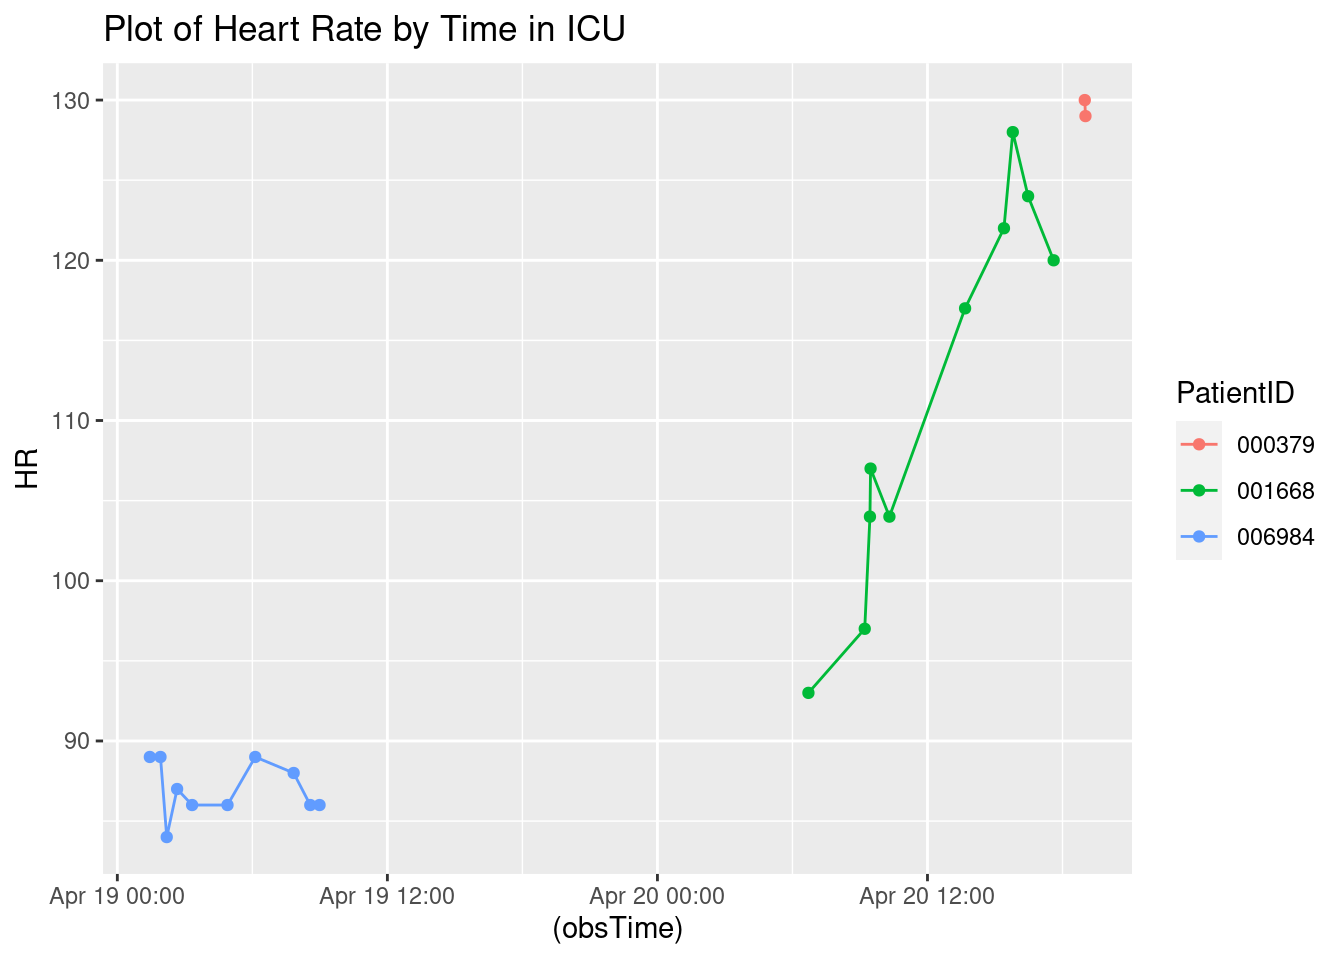 Plot of Heart Rate by Time in ICU
130
120
110
100
90
HR
Apr 19 00:00
Apr 19 12:00
Apr 20 00:00
Apr 20 12:00
(obsTime)
PatientID
000379
001668
006984